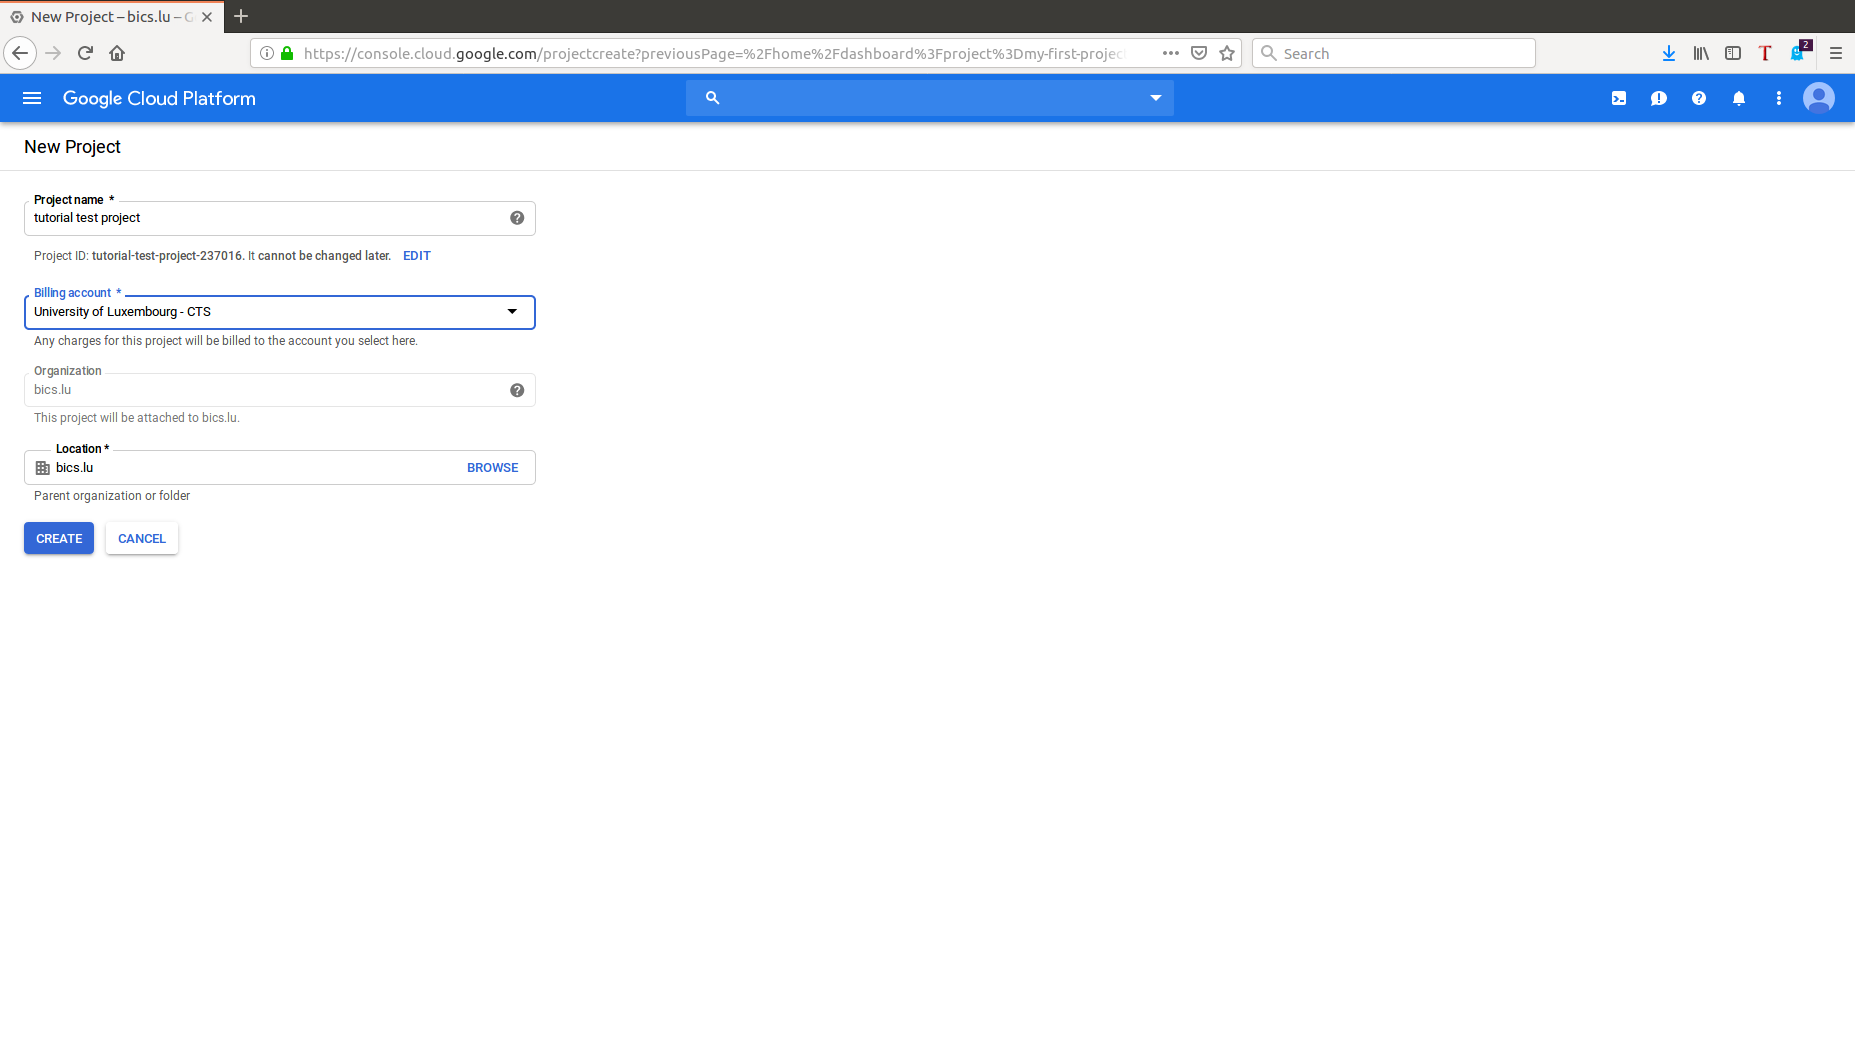 New Project – bics.lu – G
https://console.cloud.google.com/projectcreate?previousPage=%2Fhome%2Fdashboard%3Fproject%3Dmy-first-projec
Search
2
Google Cloud Platform
New Project
Project name *
tutorial test project
Project ID: tutorial-test-project-237016. It cannot be changed later. EDIT
Billing account *
University of Luxembourg - CTS
Any charges for this project will be billed to the account you select here.
Organization
bics.lu
This project will be attached to bics.lu.
Location *
bics.lu BROWSE
Parent organization or folder
CREATE CANCEL